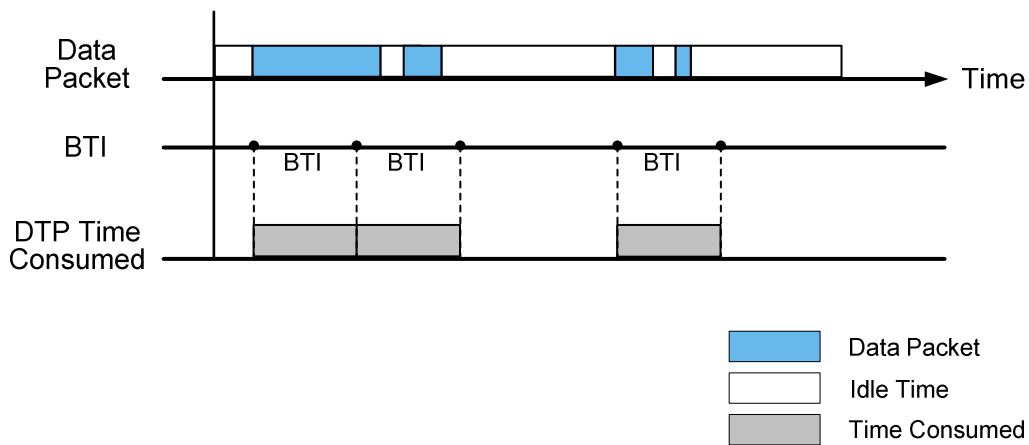 Data
Packet
Time
BTI
BTI
BTI
BTI
DTP Time
Consumed
Data Packet
Idle Time
Time Consumed